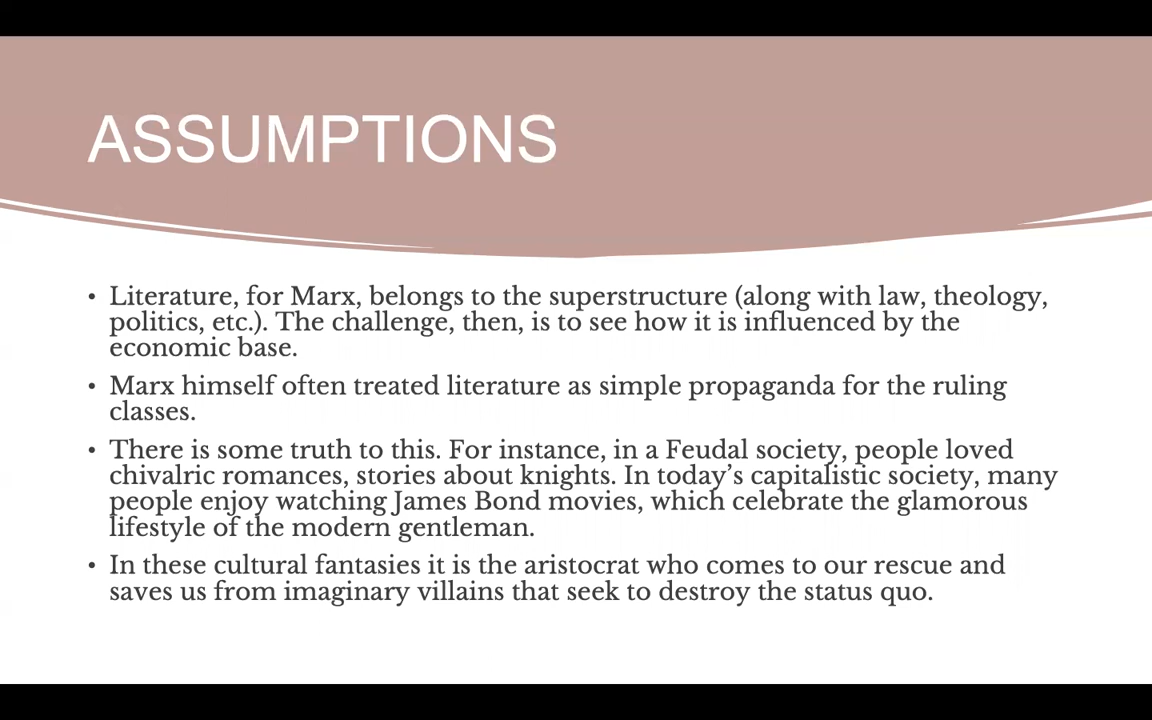 ASSUMPTIONS
• Literature, for Marx, belongs to the superstructure (along with law, theology,
politics, etc.). The challenge, then, is to see how it is influenced by the
economic base.
• Marx himself often treated literature as simple propaganda for the ruling
classes.
• There is some truth to this. For instance, in a Feudal society, people loved
chivalric romances, stories about knights. In today’s capitalistic society, many
people enjoy watching James Bond movies, which celebrate the glamorous
lifestyle of the modern gentleman.
• In these cultural fantasies it is the aristocrat who comes to our rescue and
saves us from imaginary villains that seek to destroy the status quo.